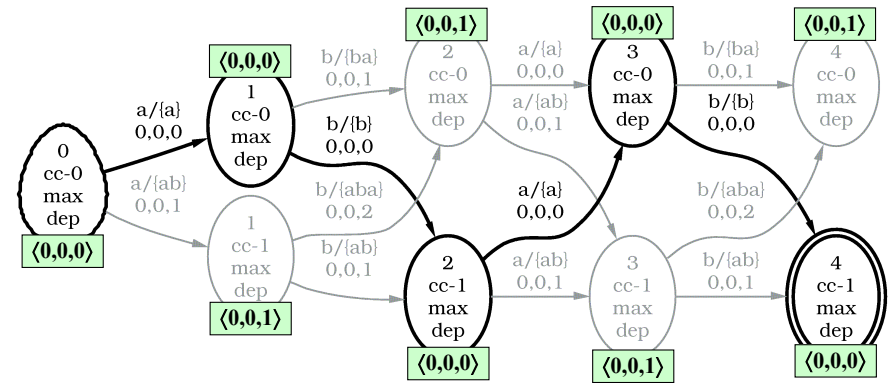 ⟨0,0,0⟩
⟨0,0,1⟩
⟨0,0,0⟩
⟨0,0,1⟩
1
cc-0
max
dep
b/{ba}
0,0,1
2
cc-0
max
dep
a/{a}
0,0,0
3
cc-0
max
dep
b/{ba}
0,0,1
4
cc-0
max
dep
a/{a}
0,0,0
b/{b}
0,0,0
a/{ab}
0,0,1
b/{b}
0,0,0
0
cc-0
max
dep
⟨0,0,0⟩
a/{ab}
0,0,1
1
cc-1
max
dep
⟨0,0,1⟩
b/{aba}
0,0,2
b/{ab}
0,0,1
2
cc-1
max
dep
⟨0,0,0⟩
a/{a}
0,0,0
a/{ab}
0,0,1
3
cc-1
max
dep
⟨0,0,1⟩
b/{aba}
0,0,2
b/{ab}
0,0,1
4
cc-1
max
dep
⟨0,0,0⟩